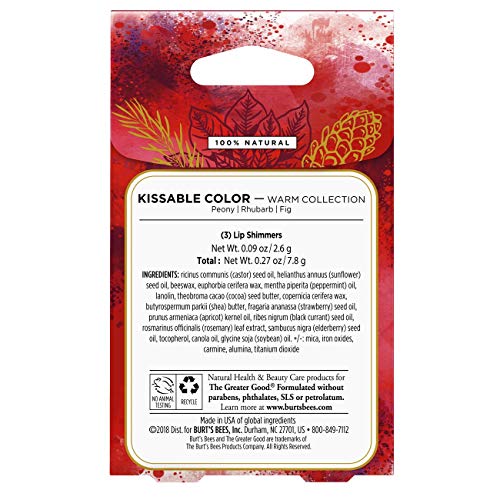 100% NATURAL
KISSABLE COLOR — WARM COLLECTION
Peony | Rhubarb | Fig
(3) Lip Shimmers
Net Wt. 0.09 oz/ 2.6 g
Total : Net Wt. 0.27 oz/ 7.8 g
INGREDIENTS: ricinus communis (castor) seed oil, helianthus annuus (sunflower)
seed oil, beeswax, euphorbia cerifera wax, mentha piperita (peppermint) oil,
lanolin, theobroma cacao (cocoa) seed butter, copernicia cerifera wax,
butyrospermum parkii (shea) butter, fragaria ananassa (strawberry) seed oil,
prunus armeniaca (apricot) kernel oil, ribes nigrum (black currant) seed oil,
rosmarinus officinalis (rosemary) leaf extract, sambucus nigra (elderberry) seed
oil, tocopherol, canola oil, glycine soja (soybean) oil. +/-: mica, iron oxides,
carmine, alumina, titanium dioxide
NO ANIMAL
TESTING
RECYCLE
Natural Health & Beauty Care products for
The Greater Good.® Formulated without
parabens, phthalates, SLS or petrolatum.
Learn more at www.burtsbees.com
Made in USA of global ingredients
©2018 Dist. for BURT'S BEES, Inc. Durham, NC 27701, US • 800-849-7112
Burt's Bees and The Greater Good are trademarks of
The Burt's Bees Products Company. All Rights Reserved.